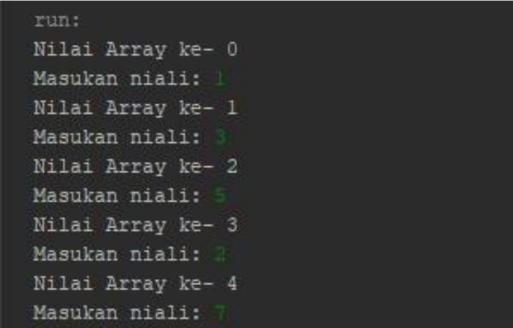 run:
Nilai Array ke- 0
Masukan niali: 1
Nilai Array ke- 1
Masukan niali: 3
Nilai Array ke- 2
Masukan niali: 5
Nilai Array ke- 3
Masukan niali: 2
Nilai Array ke- 4
Masukan niali: 7